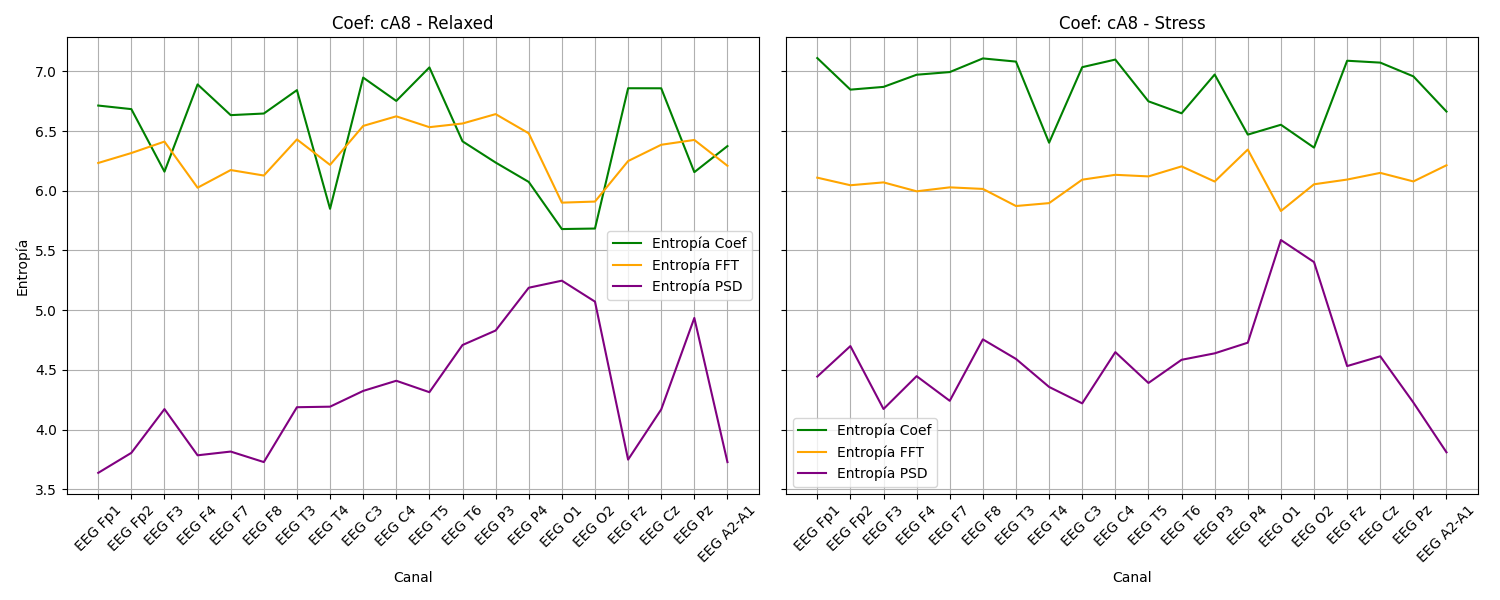 Coef: cA8 - Relaxed
Entropía
7.0
6.5
6.0
5.5
5.0
4.5
4.0
3.5
Entropía Coef
Entropía FFT
Entropía PSD
EEG Fp1
EEG Fp2
EEG F3
EEG F4
EEG F7
EEG F8
EEG T3
EEG T4
EEG C3
EEG C4
EEG T5
EEG T6
EEG P3
EEG P4
EEG O1
EEG O2
EEG Fz
EEG Cz
EEG Pz
EEG A2-A1
Canal
Coef: cA8 - Stress
Entropía Coef
Entropía FFT
Entropía PSD
EEG Fp1
EEG Fp2
EEG F3
EEG F4
EEG F7
EEG F8
EEG T3
EEG T4
EEG C3
EEG C4
EEG T5
EEG T6
EEG P3
EEG P4
EEG O1
EEG O2
EEG Fz
EEG Cz
EEG Pz
EEG A2-A1
Canal